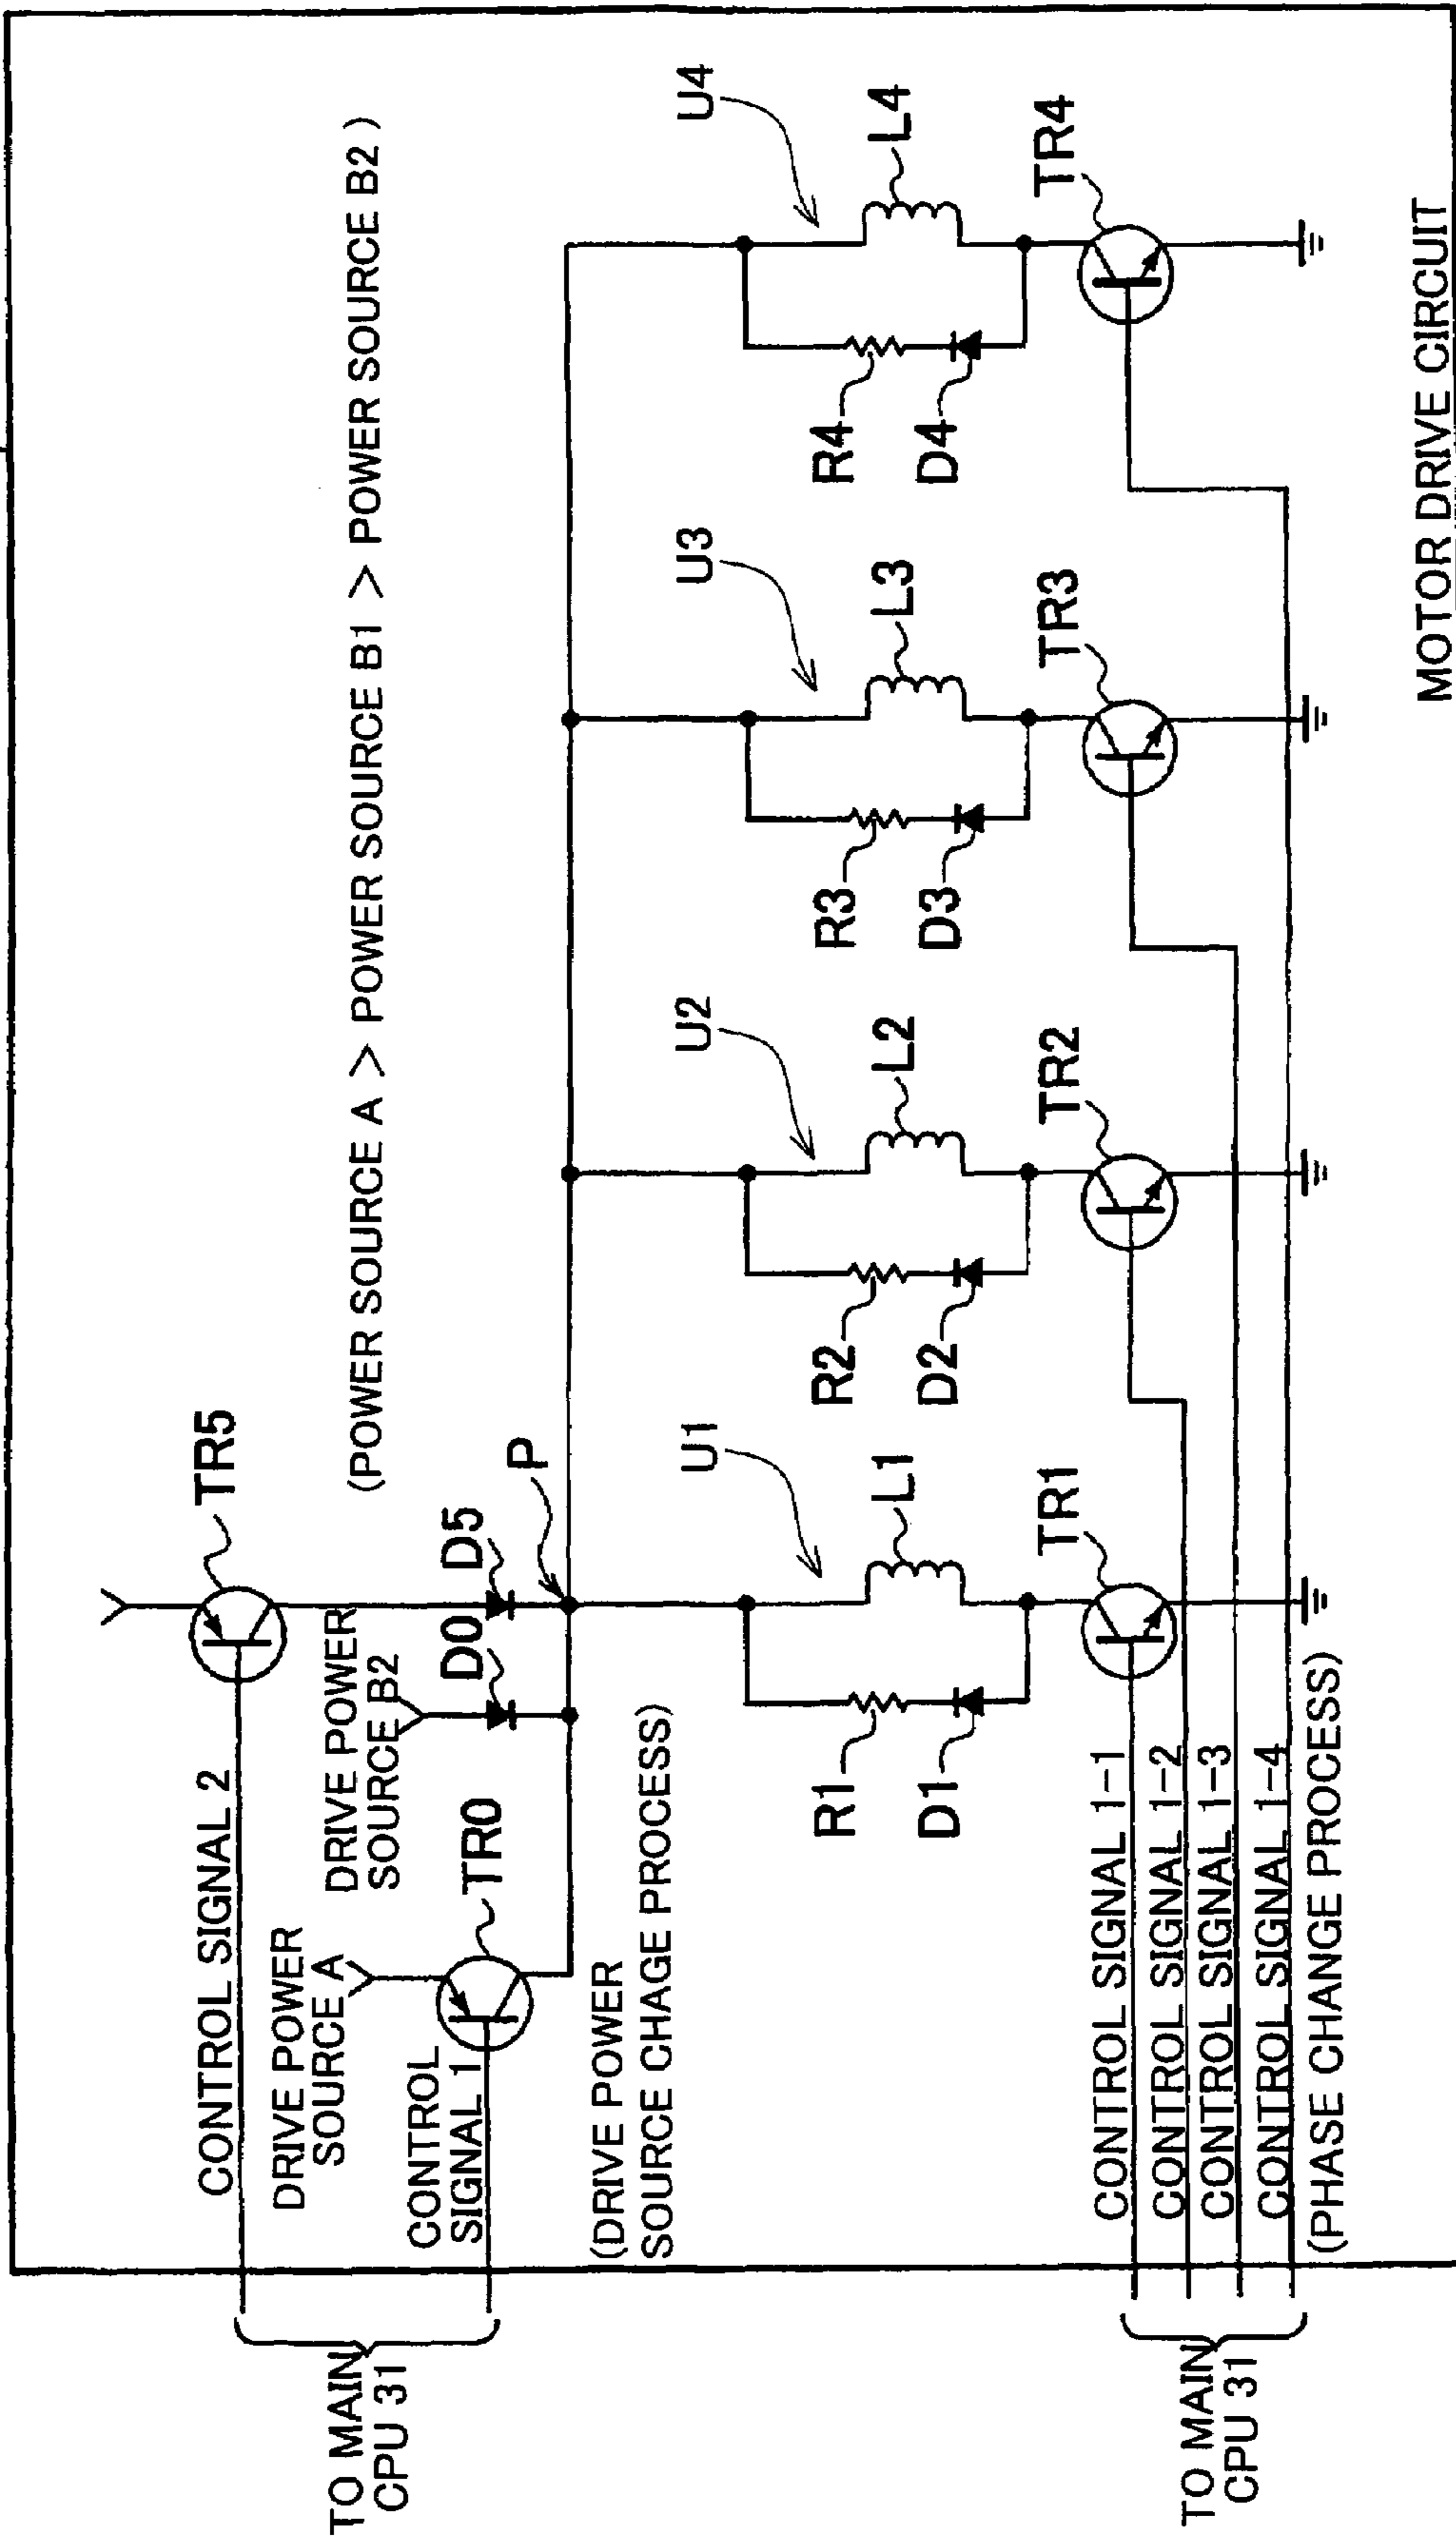 CONTROL SIGNAL 2
TR5
(POWER SOURCE A > POWER SOURCE B1 > POWER SOURCE B2 )
DRIVE POWER
SOURCE A
DRIVE POWER
SOURCE B2
TO MAIN
CPU 31
CONTROL
SIGNAL 1
TR0
D0
D5
P
(DRIVE POWER
SOURCE CHAGE PROCESS)
U1
U2
U3
U4
R1
L1
R2
L2
R3
L3
R4
L4
D1
D2
D3
D4
TR1
TR2
TR3
TR4
CONTROL SIGNAL 1-1
CONTROL SIGNAL 1-2
CONTROL SIGNAL 1-3
CONTROL SIGNAL 1-4
TO MAIN
CPU 31
(PHASE CHANGE PROCESS)
MOTOR DRIVE CIRCUIT